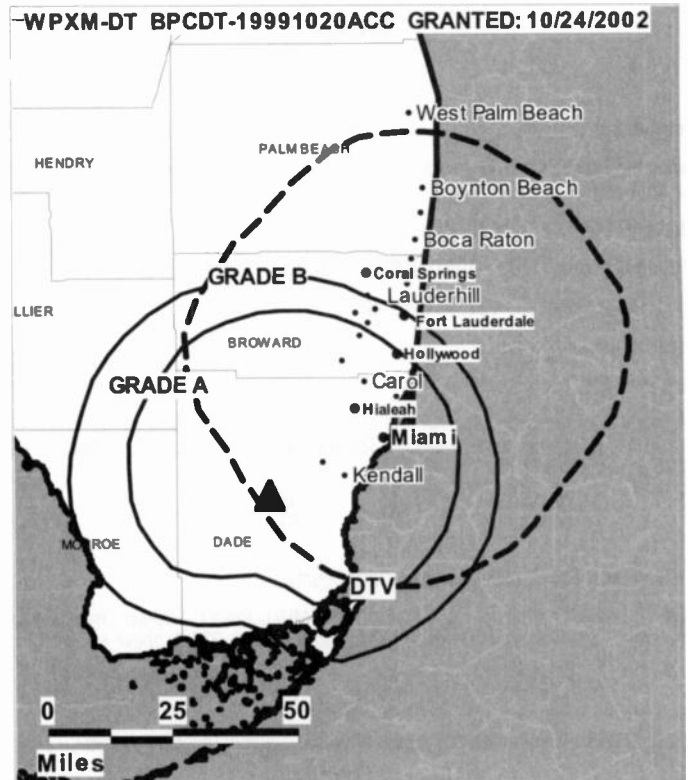 WPXM-DT BPCDT-19991020ACC GRANTED: 10/24/2002
West Palm Beach
PALM BEACH
HENDRY
Boynton Beach
Boca Raton
GRADE B
Coral Springs
Lauderhill
LLIER
Fort Lauderdale
BROWARD
Hollywood
GRADE A
Carol
Hialeah
Miami
Kendall
MONROE
DADE
DTV
0 25 50
Miles